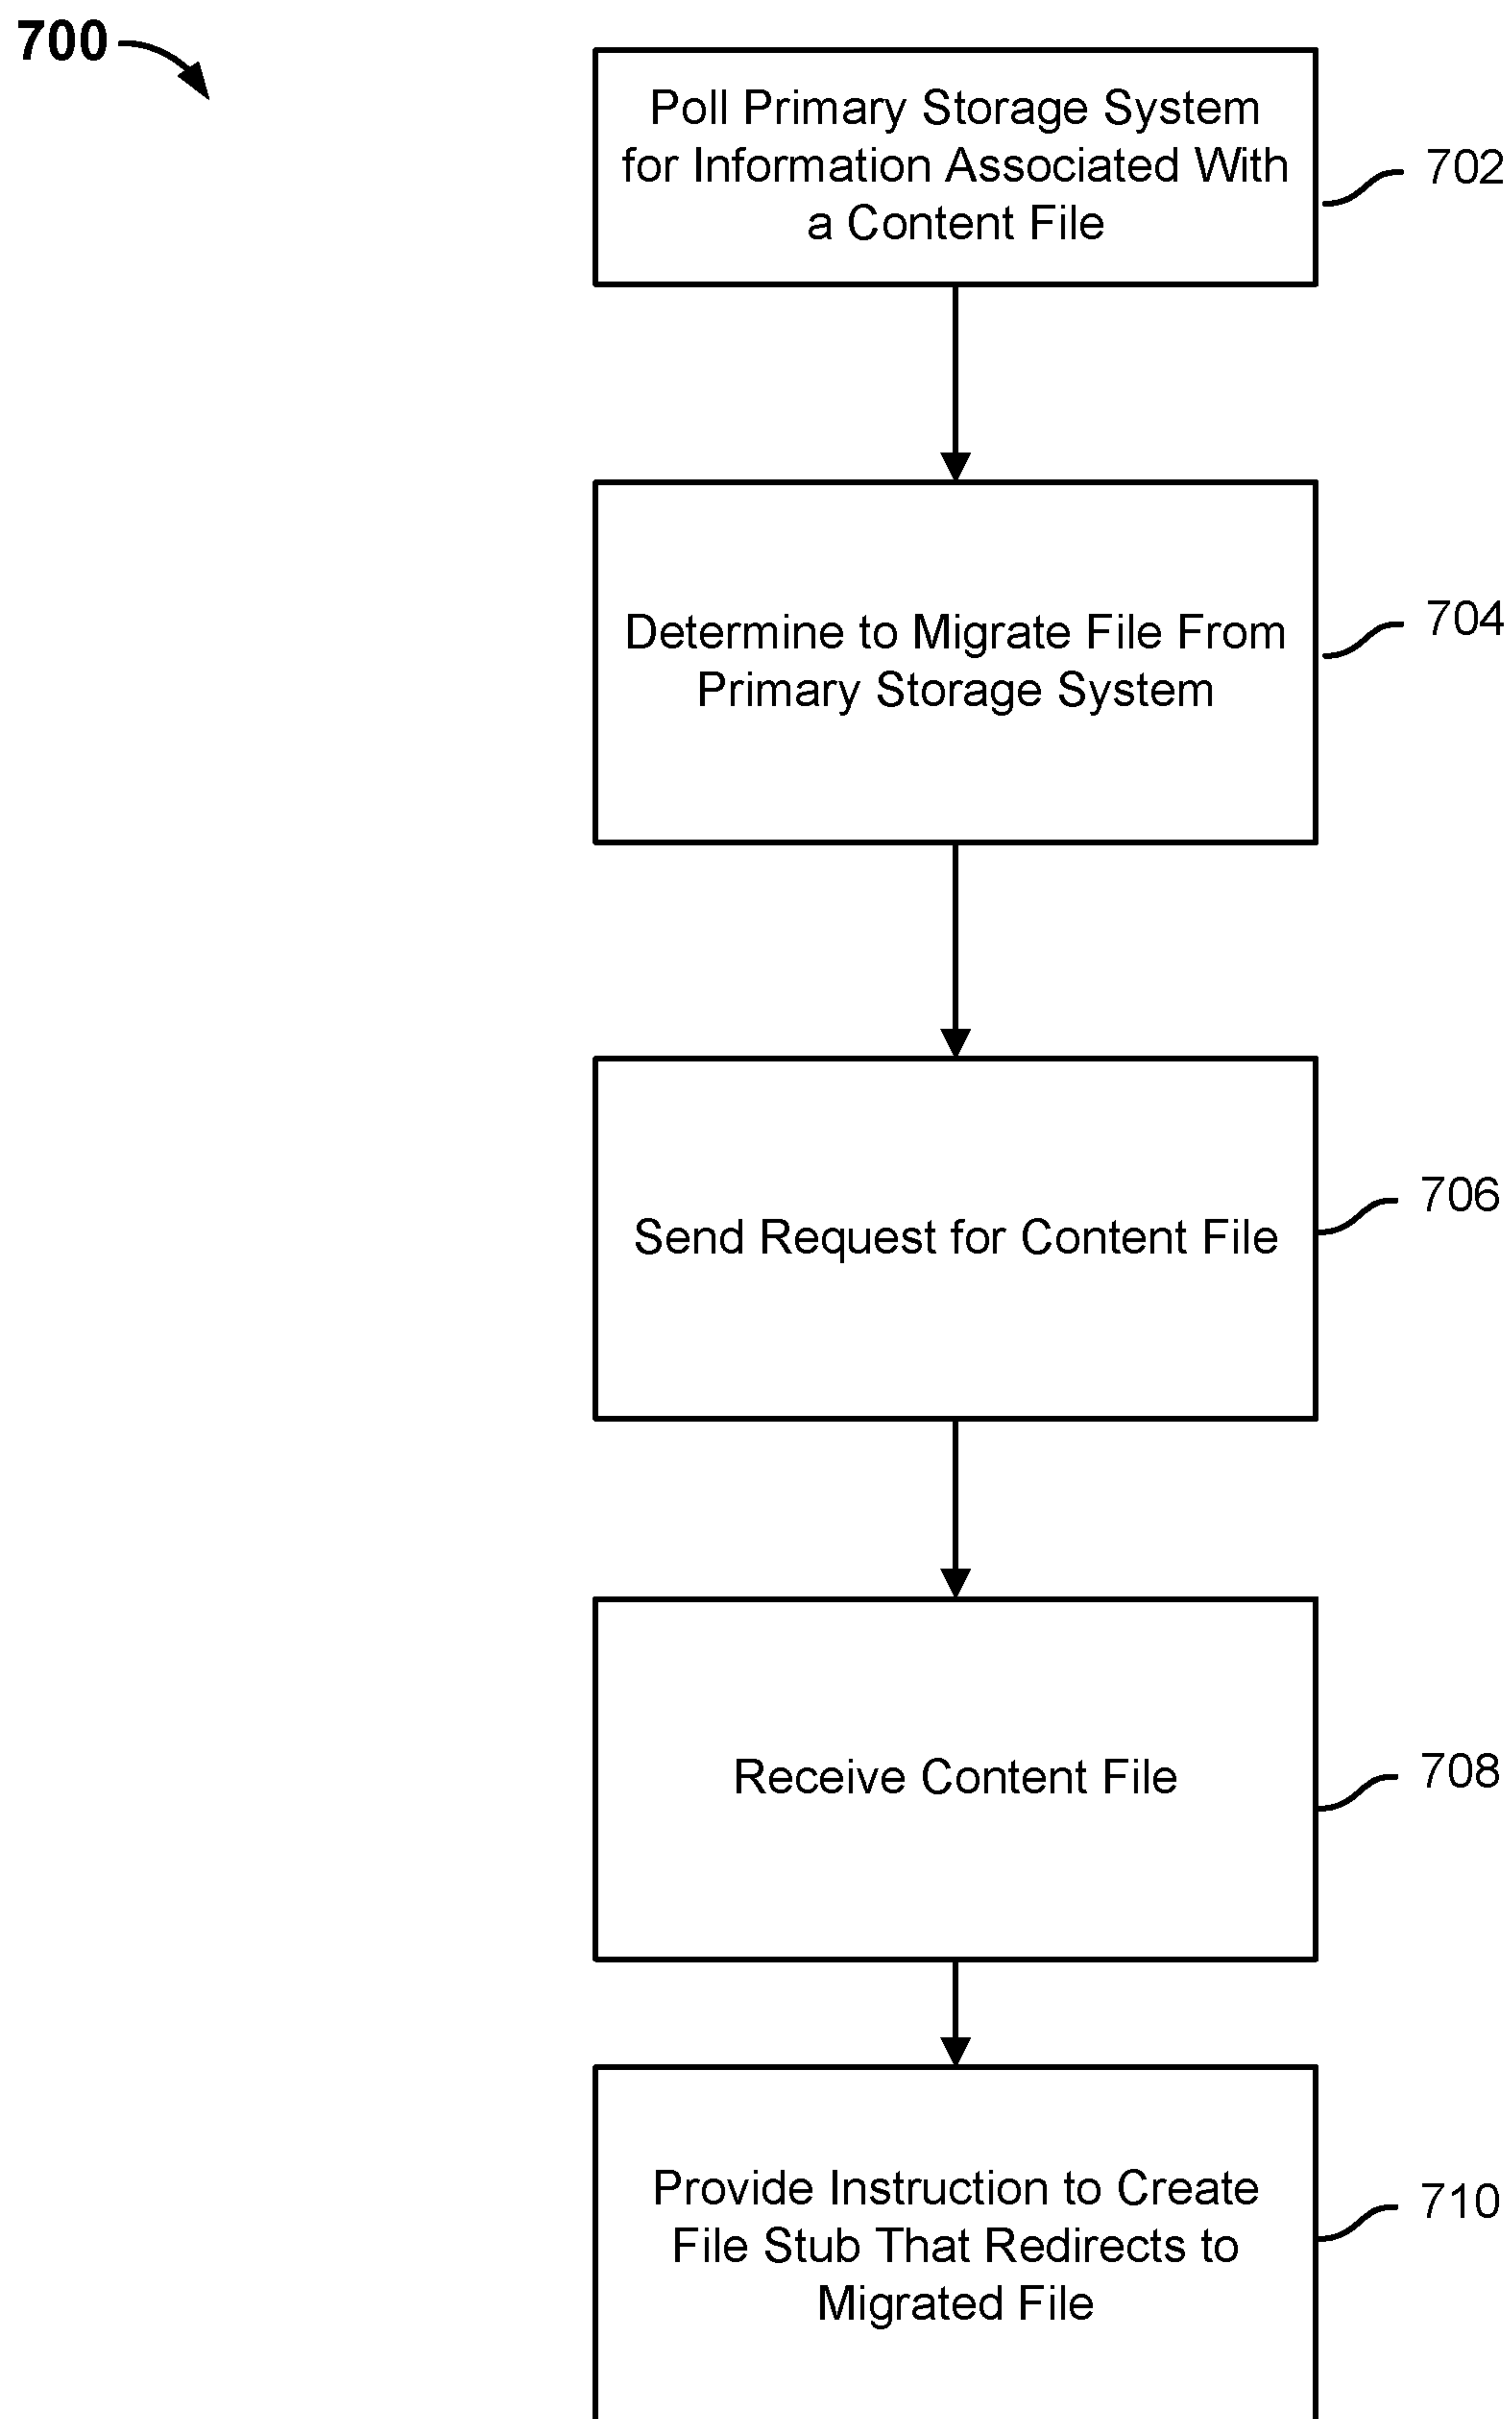 700
Poll Primary Storage System
for Information Associated With
a Content File
702
Determine to Migrate File From
Primary Storage System
704
Send Request for Content File
706
Receive Content File
708
Provide Instruction to Create
File Stub That Redirects to
Migrated File
710